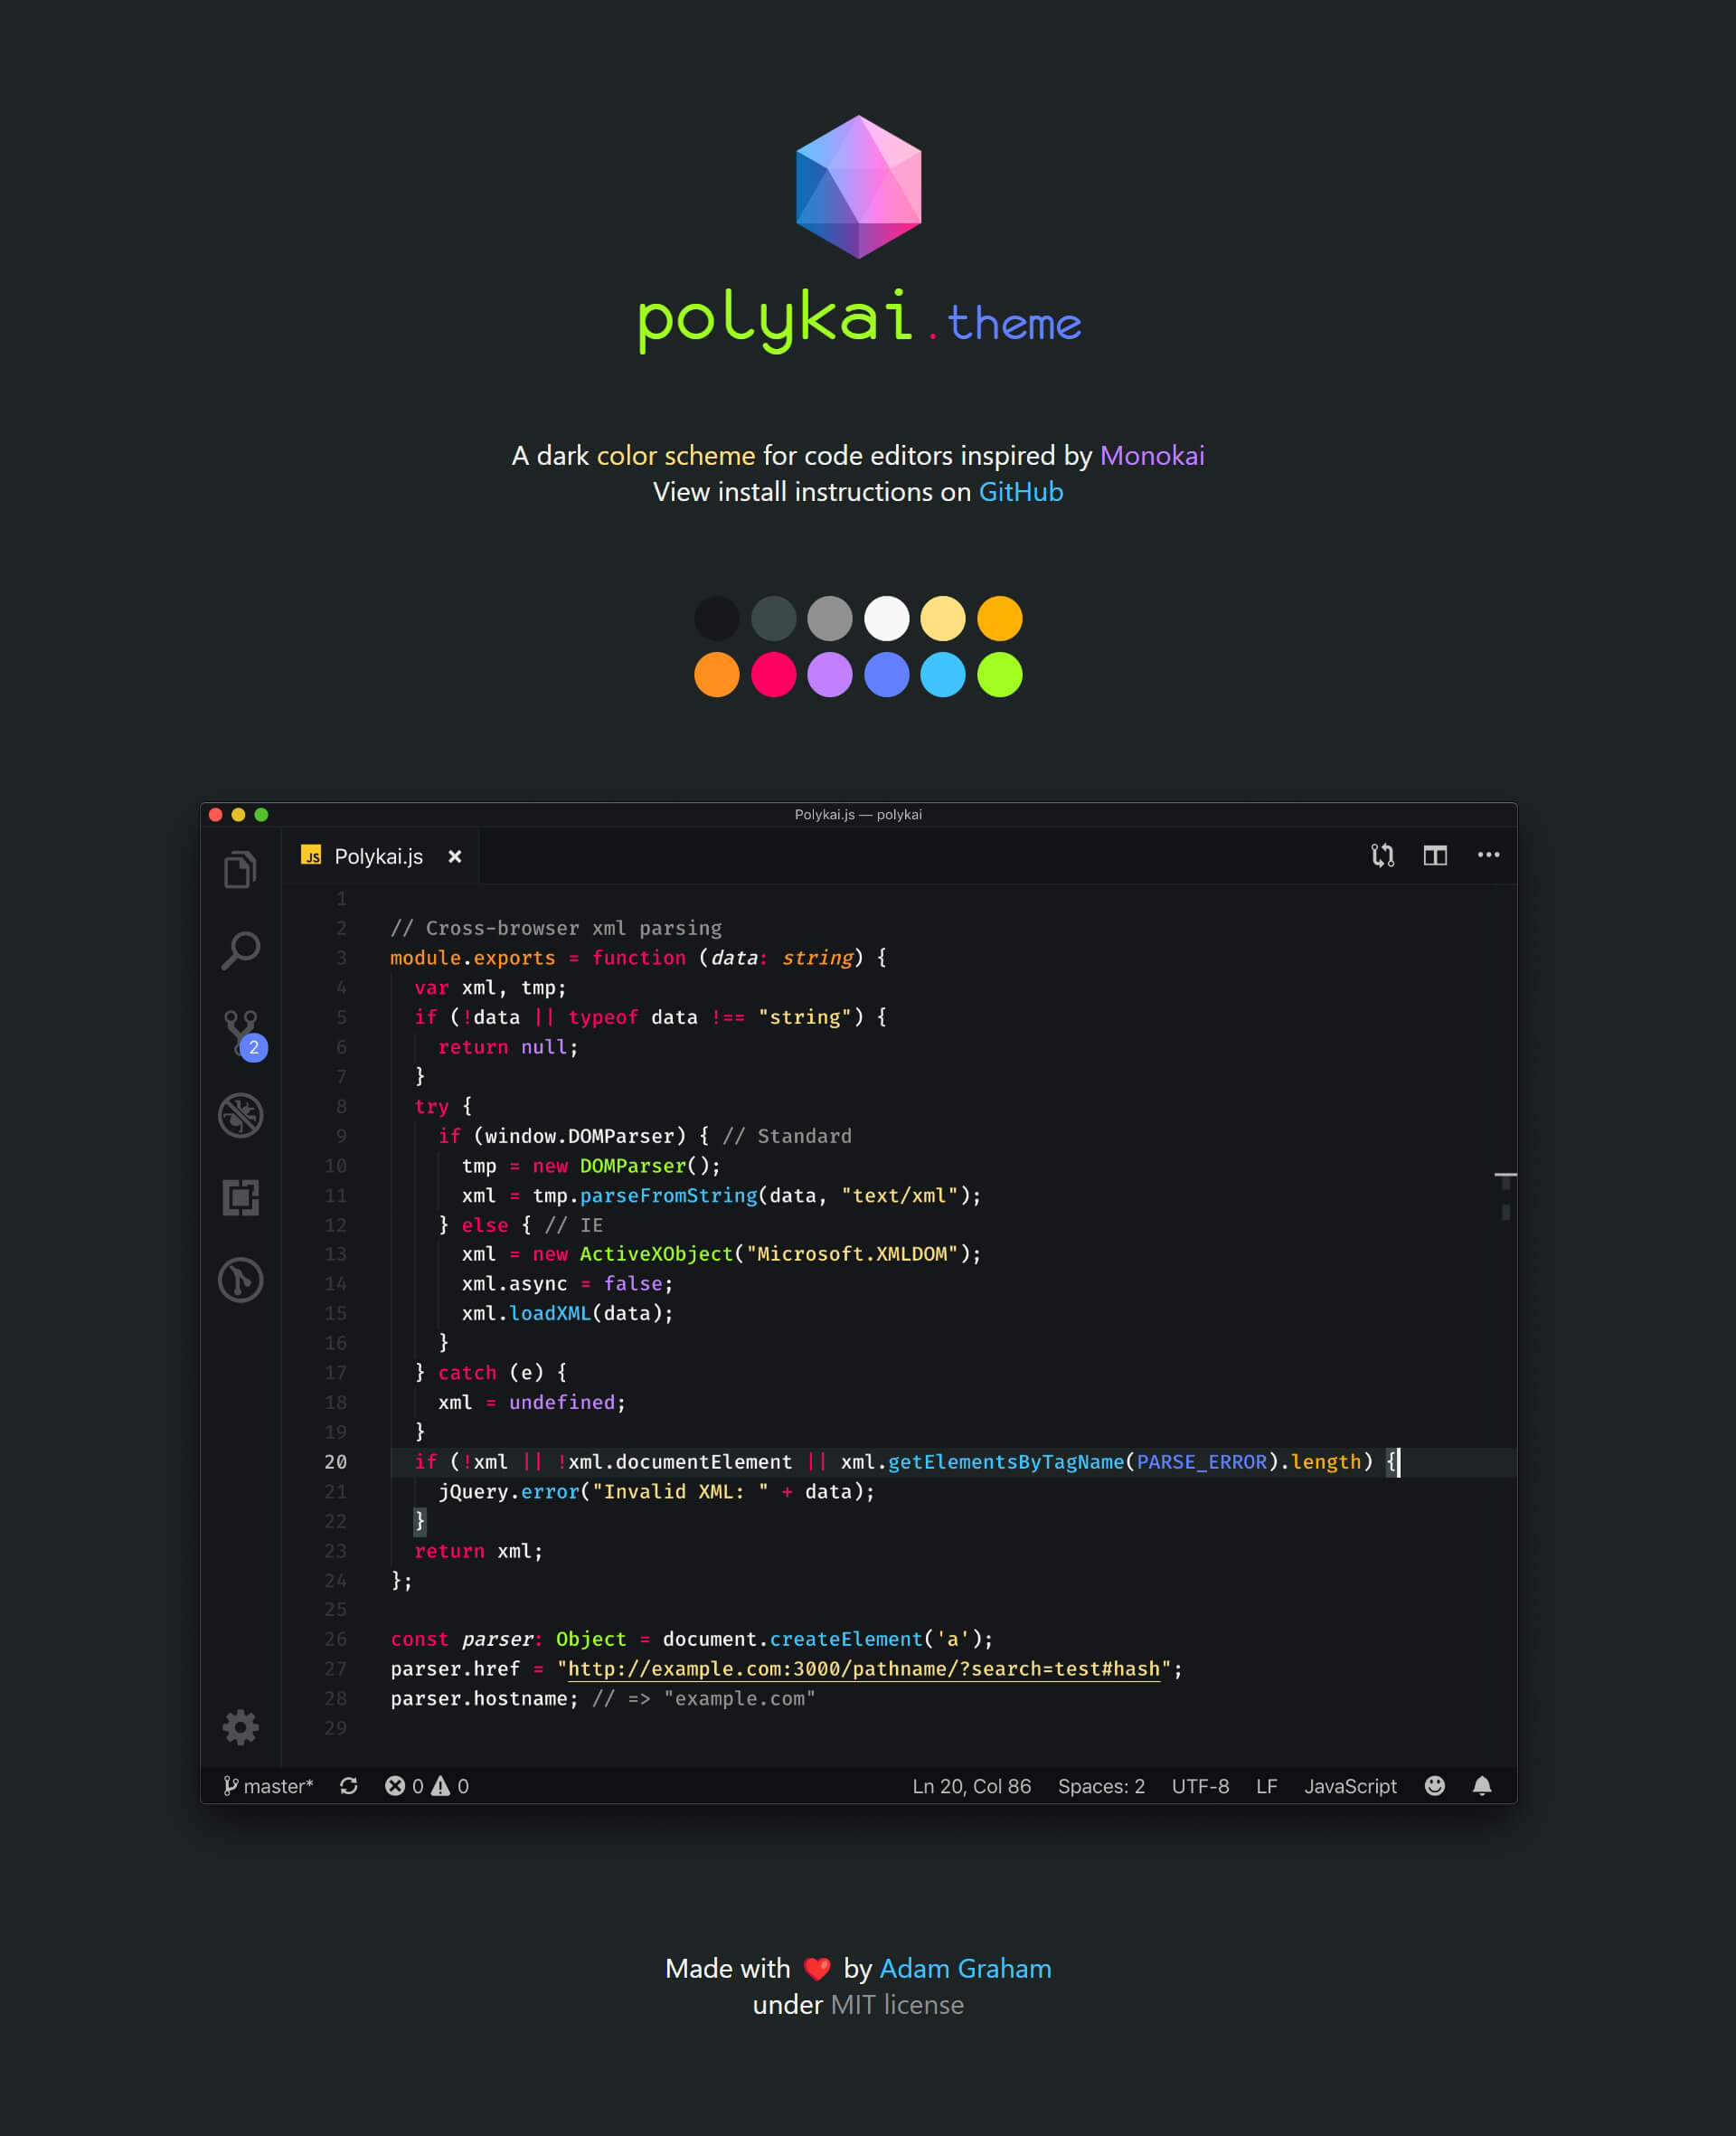 polykai.theme
A dark color scheme for code editors inspired by Monokai
View install instructions on GitHub
Polykai.js — polykai
JS Polykai.js ×
1
2 // Cross-browser xml parsing
3 module.exports = function (data: string) {
4   var xml, tmp;
5   if (!data || typeof data !== "string") {
6     return null;
7   }
8   try {
9     if (window.DOMParser) { // Standard
10       tmp = new DOMParser();
11       xml = tmp.parseFromString(data, "text/xml");
12     } else { // IE
13       xml = new ActiveXObject("Microsoft.XMLDOM");
14       xml.async = false;
15       xml.loadXML(data);
16     }
17   } catch (e) {
18     xml = undefined;
19   }
20   if (!xml || !xml.documentElement || xml.getElementsByTagName(PARSE_ERROR).length) {
21     jQuery.error("Invalid XML: " + data);
22   }
23   return xml;
24 };
25
26 const parser: Object = document.createElement('a');
27 parser.href = "http://example.com:3000/pathname/?search=test#hash";
28 parser.hostname; // => "example.com"
29
2
master* 0 0 Ln 20, Col 86 Spaces: 2 UTF-8 LF JavaScript
Made with ❤️ by Adam Graham
under MIT license